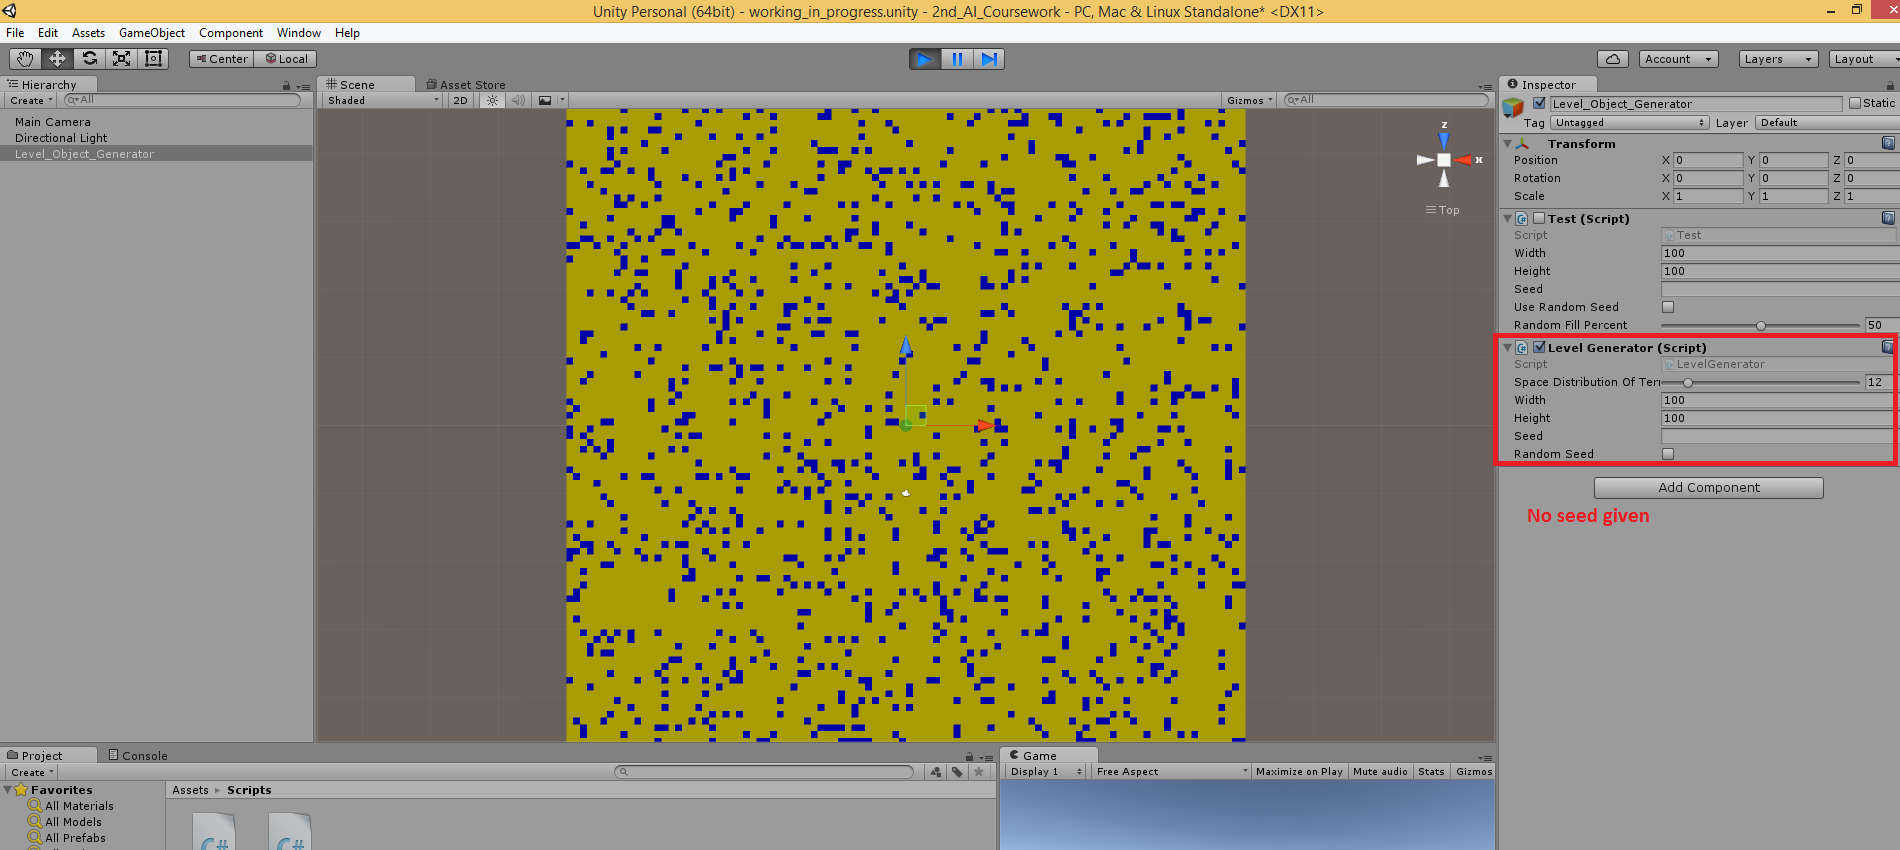 Unity Personal (64bit) - working_in_progress.unity - 2nd_AI_Coursework - PC, Mac & Linux Standalone* <DX11>
File Edit Assets GameObject Component Window Help
Center Local Account Layers Layout
Hierarchy
Create All
Main Camera
Directional Light
Level_Object_Generator
Scene Asset Store
Shaded 2D Gizmos All
z
x
Top
Inspector
Level_Object_Generator Static
Tag Untagged Layer Default
Transform
Position X 0 Y 0 Z 0
Rotation X 0 Y 0 Z 0
Scale X 1 Y 1 Z 1
C# Test (Script)
Script Test
Width 100
Height 100
Seed
Use Random Seed
Random Fill Percent 50
C# Level Generator (Script)
Script LevelGenerator
Space Distribution Of Terr 12
Width 100
Height 100
Seed
Random Seed
Add Component
No seed given
Project Console
Create
Favorites
All Materials
All Models
All Prefabs
Assets Scripts
C# C#
Game
Display 1 Free Aspect Maximize on Play Mute audio Stats Gizmos